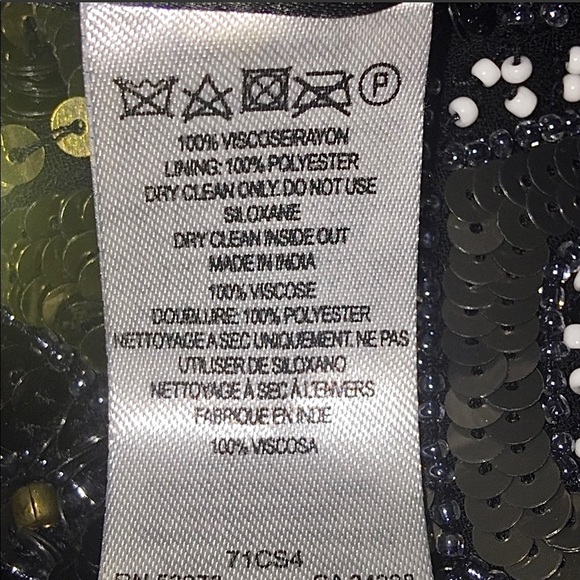 P
100% VISCOSE/RAYON
LINING: 100% POLYESTER
DRY CLEAN ONLY. DO NOT USE
SILOXANE
DRY CLEAN INSIDE OUT
MADE IN INDIA
100% VISCOSE
DOUBLURE: 100% POLYESTER
NETTOYAGE A SEC UNIQUEMENT. NE PAS
UTILISER DE SILOXANO
NETTOYAGE À SEC À L'ENVERS
FABRIQUE EN INDE
100% VISCOSA
71CS4